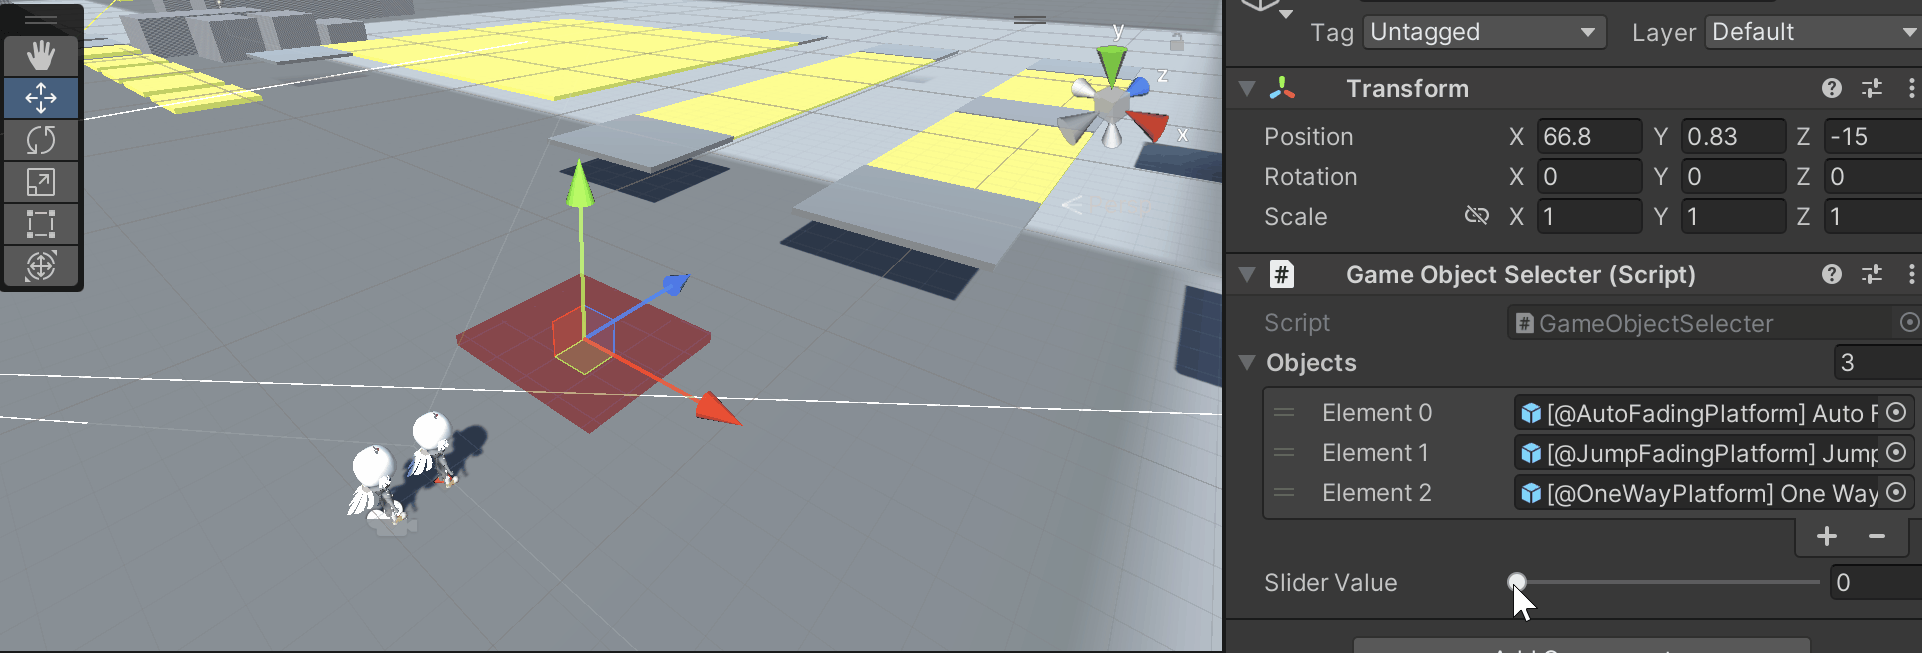 y
z
x
Tag Untagged Layer Default
Transform
Position X 66.8 Y 0.83 Z -15
Rotation X 0 Y 0 Z 0
Scale X 1 Y 1 Z 1
# Game Object Selecter (Script)
Script # GameObjectSelecter
Objects 3
Element 0 [@AutoFadingPlatform] Auto F
Element 1 [@JumpFadingPlatform] Jump
Element 2 [@OneWayPlatform] One Way
+ −
Slider Value 0